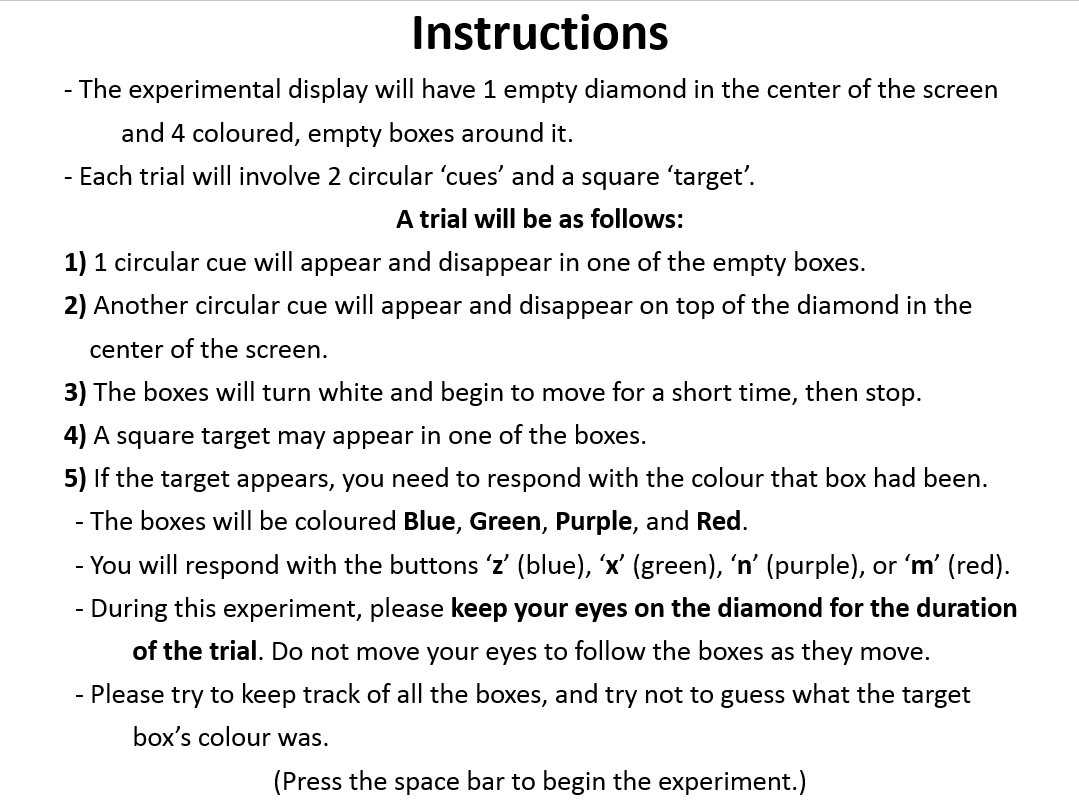 Instructions
- The experimental display will have 1 empty diamond in the center of the screen
and 4 coloured, empty boxes around it.
- Each trial will involve 2 circular ‘cues’ and a square ‘target’.
A trial will be as follows:
1) 1 circular cue will appear and disappear in one of the empty boxes.
2) Another circular cue will appear and disappear on top of the diamond in the
center of the screen.
3) The boxes will turn white and begin to move for a short time, then stop.
4) A square target may appear in one of the boxes.
5) If the target appears, you need to respond with the colour that box had been.
- The boxes will be coloured Blue, Green, Purple, and Red.
- You will respond with the buttons ‘z’ (blue), ‘x’ (green), ‘n’ (purple), or ‘m’ (red).
- During this experiment, please keep your eyes on the diamond for the duration
of the trial. Do not move your eyes to follow the boxes as they move.
- Please try to keep track of all the boxes, and try not to guess what the target
box’s colour was.
(Press the space bar to begin the experiment.)